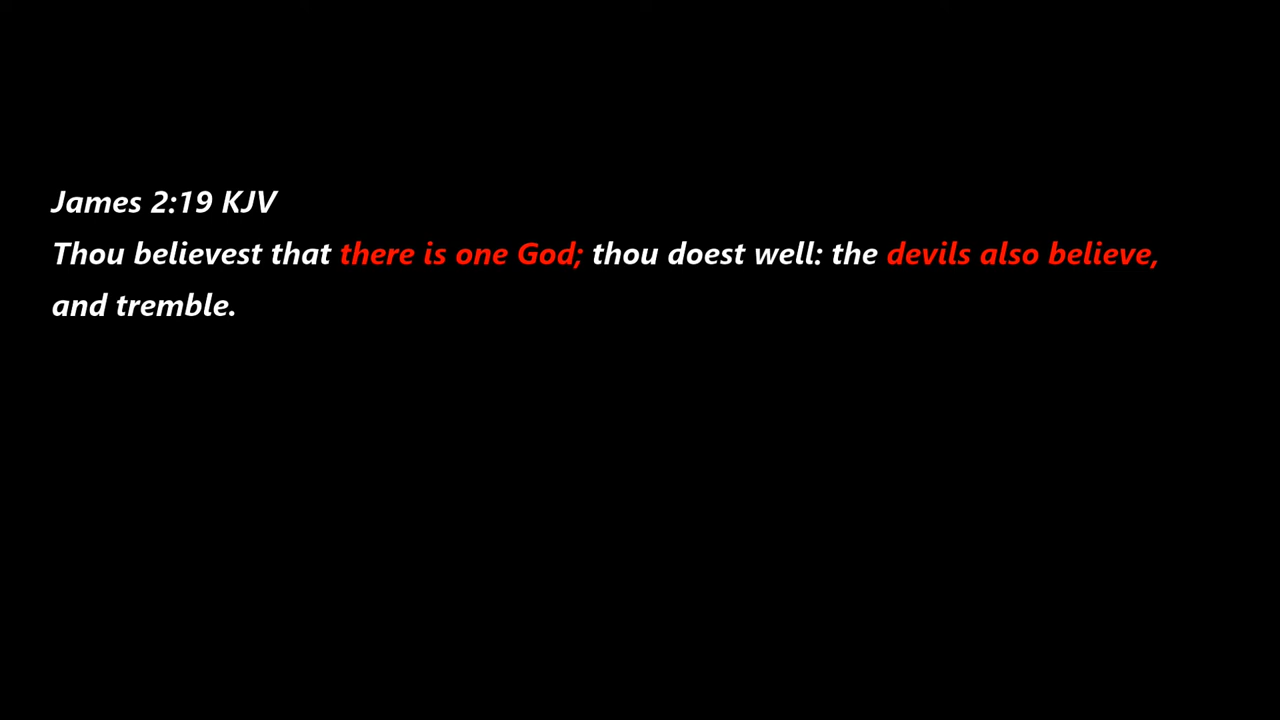 James 2:19 KJV
Thou believest that there is one God; thou doest well: the devils also believe,
and tremble.